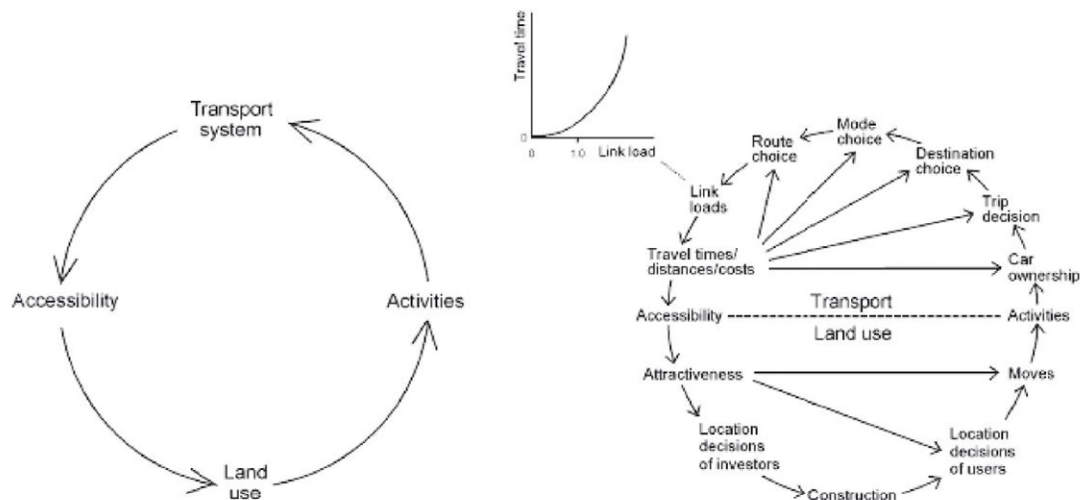 Transport
system
Accessibility
Activities
Land
use
Travel time
0
0
1 0
Link load
Mode
choice
Route
choice
Destination
choice
Link
loads
Trip
decision
Travel times/
distances/costs
Car
ownership
Transport
Accessibility
Activities
Land use
Attractiveness
Moves
Location
decisions
of investors
Location
decisions
of users
Construction